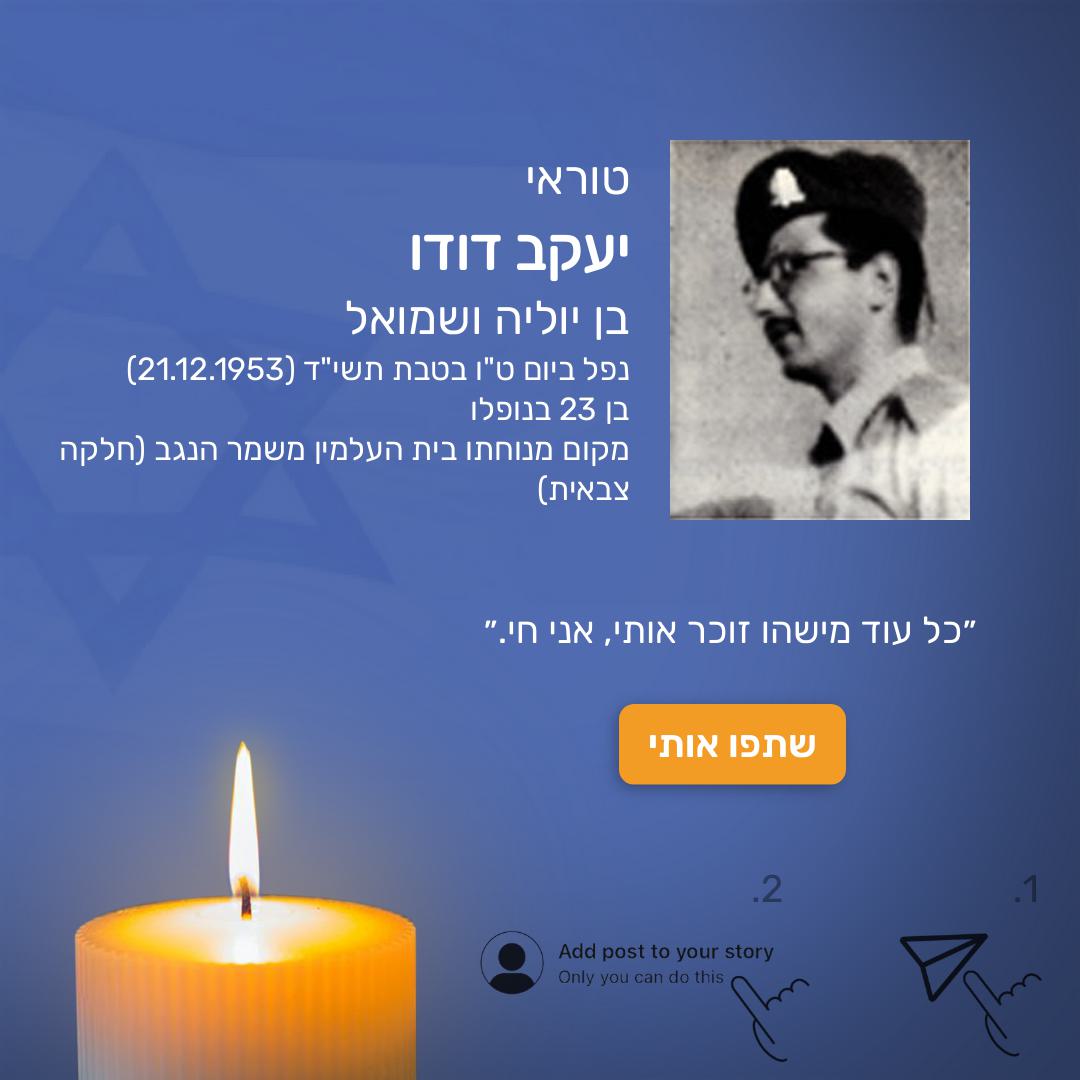 טוראי
יעקב דודו
בן יוליה ושמואל
נפל ביום ט"ו בטבת תשי"ד (21.12.1953)
בן 23 בנופלו
מקום מנוחתו בית העלמין משמר הנגב (חלקה
צבאית)
״כל עוד מישהו זוכר אותי, אני חי.״
שתפו אותי
.1
.2
Add post to your story
Only you can do this